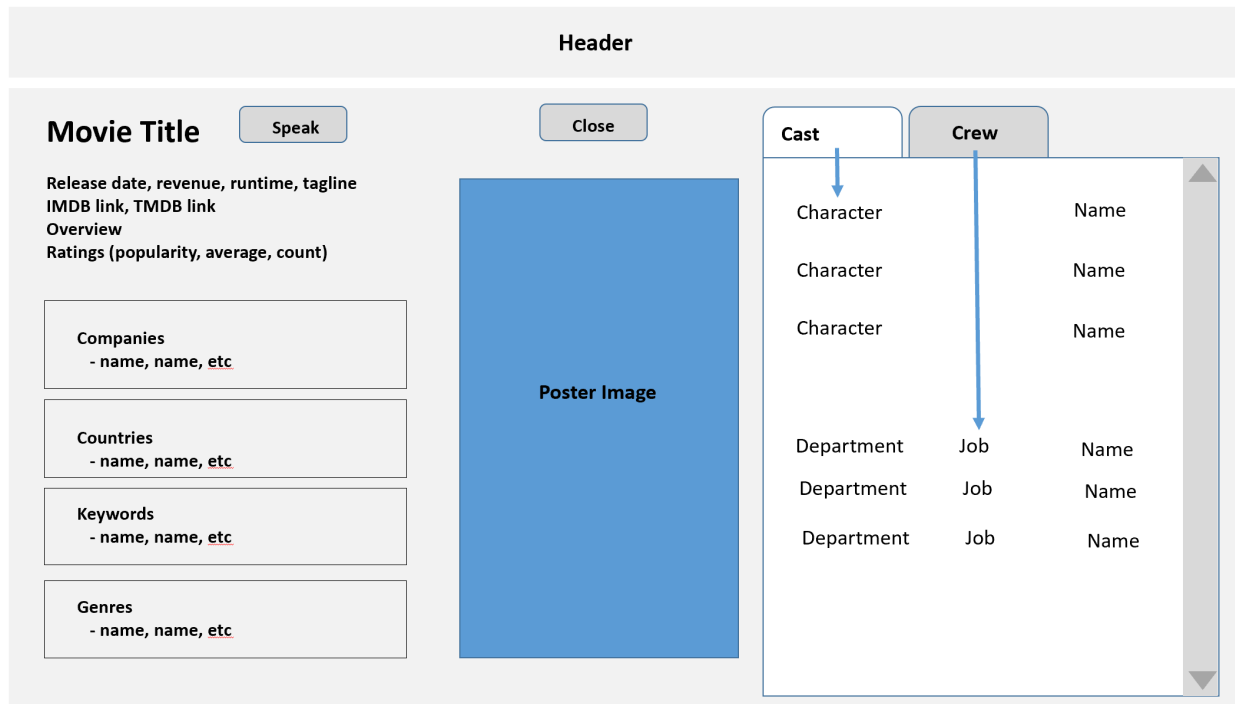 Header
Movie Title
Speak
Release date, revenue, runtime, tagline
IMDB link, TMDB link
Overview
Ratings (popularity, average, count)
Companies
- name, name, etc
Countries
- name, name, etc
Keywords
- name, name, etc
Genres
- name, name, etc
Close
Poster Image
Cast
Crew
Character Name
Character Name
Character Name
Department Job Name
Department Job Name
Department Job Name